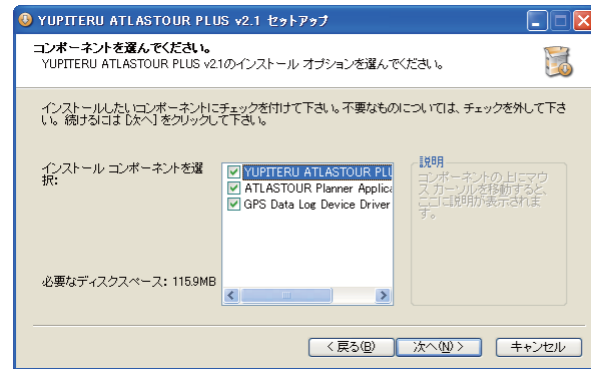 YUPITERU ATLASTOUR PLUS v2.1 セットアップ
コンポーネントを選んでください。
YUPITERU ATLASTOUR PLUS v2.1のインストール オプションを選んでください。
インストールしたいコンポーネントにチェックを付けて下さい。不要なものについては、チェックを外して下さ
い。続けるには [次へ] をクリックして下さい。
インストール コンポーネントを選
択:
YUPITERU ATLASTOUR PLU
ATLASTOUR Planner Applica
GPS Data Log Device Driver
説明
コンポーネントの上にマウ
ス カーソルを移動すると、
ここに説明が表示されま
す。
必要なディスクスペース: 115.9MB
< 戻る(B)
次へ(N) >
キャンセル